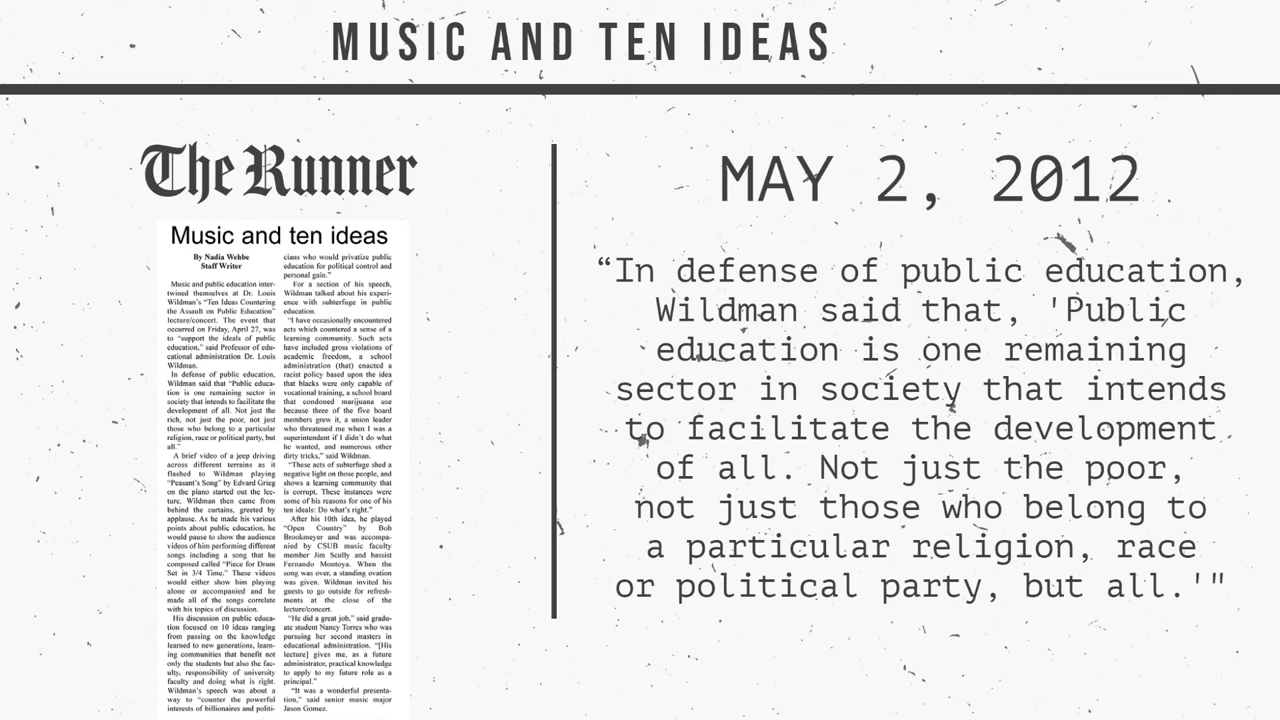 MUSIC AND TEN IDEAS
The Runner
Music and ten ideas
By Nadia Wehbe
Staff Writer
Music and public education inter-
twined themselves at Dr. Louis
Wildman's “Ten Ideas Countering
the Assault on Public Education”
lecture/concert. The event that
occurred on Friday, April 27, was
to “support the ideals of public
education,” said Professor of edu-
cational administration Dr. Louis
Wildman.
In defense of public education,
Wildman said that “Public educa-
tion is one remaining sector in
society that intends to facilitate the
development of all. Not just the
rich, not just the poor, not just
those who belong to a particular
religion, race or political party, but
all.”
A brief video of a jeep driving
across different terrains as it
flashed to Wildman playing
“Peasant's Song” by Edvard Grieg
on the piano started out the lec-
ture. Wildman then came from
behind the curtains, greeted by
applause. As he made his various
points about public education, he
would pause to show the audience
videos of him performing different
songs including a song that he
composed called “Piece for Drum
Set in 3/4 Time.” These videos
would either show him playing
alone or accompanied and he
made all of the songs correlate
with his topics of discussion.
His discussion on public educa-
tion focused on 10 ideas ranging
from passing on the knowledge
learned to new generations, learn-
ing communities that benefit not
only the students but also the fac-
ulty, responsibility of university
faculty and doing what is right.
Wildman's speech was about a
way to “counter the powerful
interests of billionaires and politi-
cians who would privatize public
education for political control and
personal gain.”
For a section of his speech,
Wildman talked about his experi-
ence with subterfuge in public
education.
“I have occasionally encountered
acts which countered a sense of a
learning community. Such acts
have included gross violations of
academic freedom, a school
administration (that) enacted a
racist policy based upon the idea
that blacks were only capable of
vocational training, a school board
that condoned marijuana use
because three of the five board
members grew it, a union leader
who threatened me when I was a
superintendent if I didn't do what
he wanted, and numerous other
dirty tricks,” said Wildman.
“These acts of subterfuge shed a
negative light on those people, and
shows a learning community that
is corrupt. These instances were
some of his reasons for one of his
ten ideals: Do what's right.”
After his 10th idea, he played
“Open Country” by Bob
Brookmeyer and was accompa-
nied by CSUB music faculty
member Jim Scully and bassist
Fernando Montoya. When the
song was over, a standing ovation
was given. Wildman invited his
guests to go outside for refresh-
ments at the close of the
lecture/concert.
“He did a great job,” said gradu-
ate student Nancy Torres who was
pursuing her second masters in
educational administration. “[His
lecture] gives me, as a future
administrator, practical knowledge
to apply to my future role as a
principal.”
“It was a wonderful presenta-
tion,” said senior music major
Jason Gomez.
MAY 2, 2012
“In defense of public education,
Wildman said that, 'Public
education is one remaining
sector in society that intends
to facilitate the development
of all. Not just the poor,
not just those who belong to
a particular religion, race
or political party, but all.'"